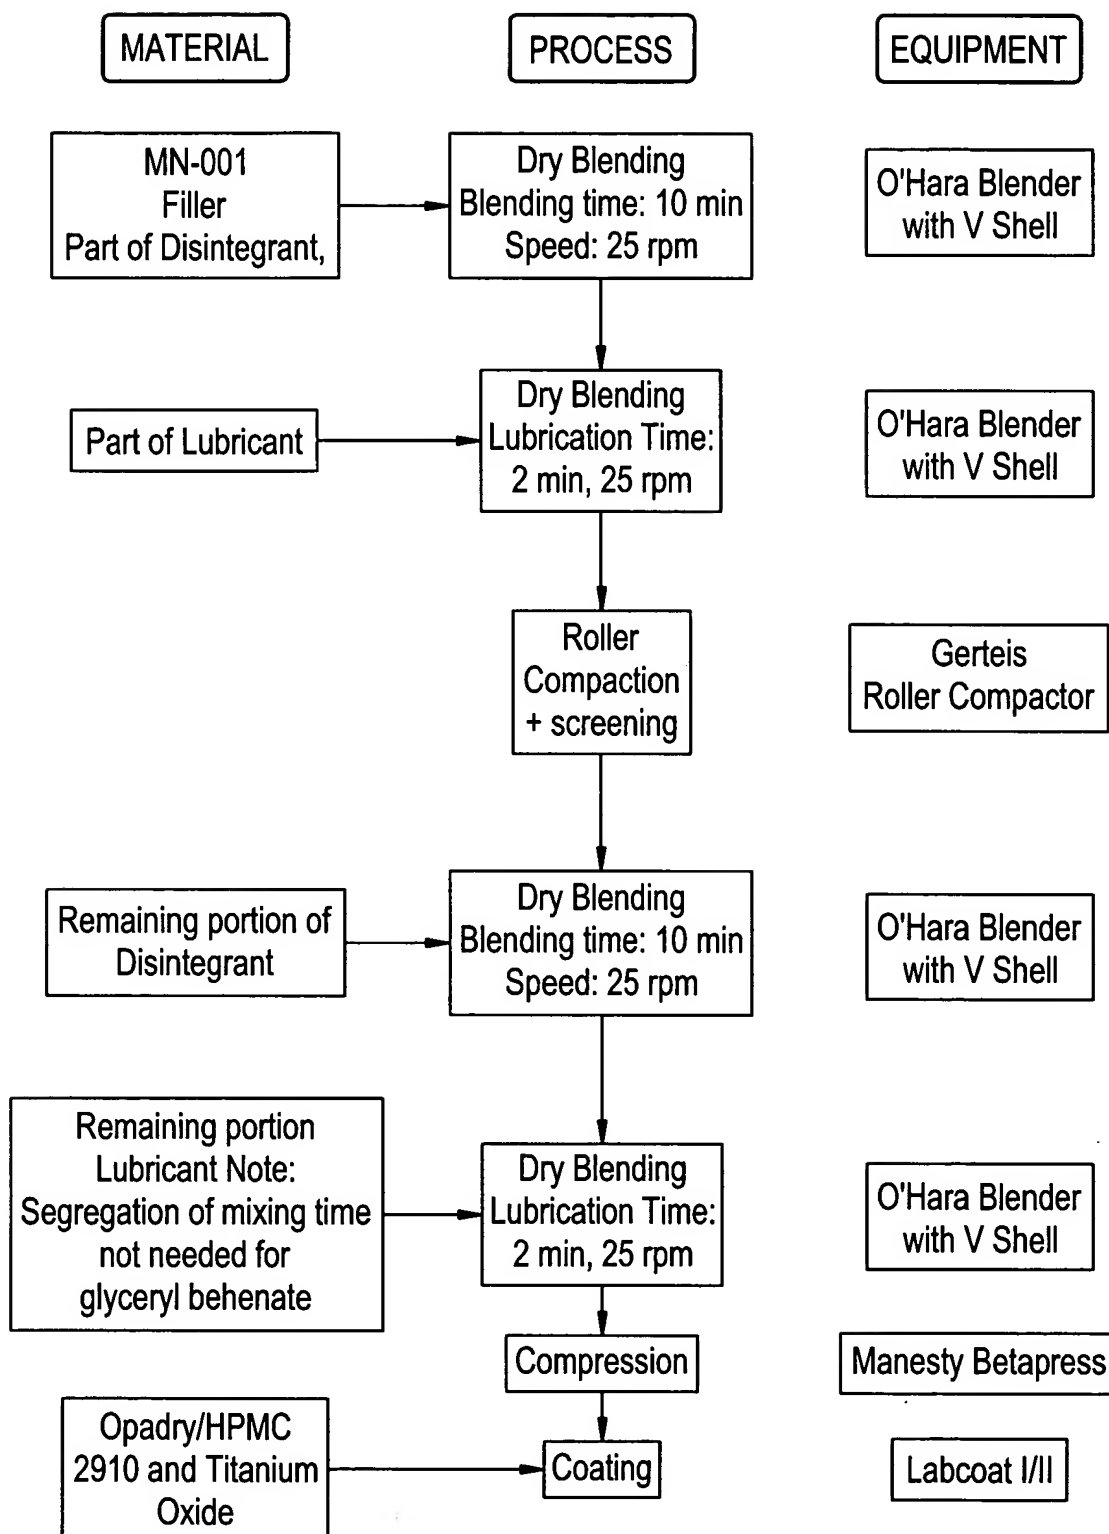 MATERIAL
PROCESS
EQUIPMENT
MN-001
Filler
Part of Disintegrant,
Dry Blending
Blending time: 10 min
Speed: 25 rpm
O'Hara Blender
with V Shell
Part of Lubricant
Dry Blending
Lubrication Time:
2 min, 25 rpm
O'Hara Blender
with V Shell
Roller
Compaction
+ screening
Gerteis
Roller Compactor
Remaining portion of
Disintegrant
Dry Blending
Blending time: 10 min
Speed: 25 rpm
O'Hara Blender
with V Shell
Remaining portion
Lubricant Note:
Segregation of mixing time
not needed for
glyceryl behenate
Dry Blending
Lubrication Time:
2 min, 25 rpm
O'Hara Blender
with V Shell
Compression
Manesty Betapress
Opadry/HPMC
2910 and Titanium
Oxide
Coating
Labcoat I/II